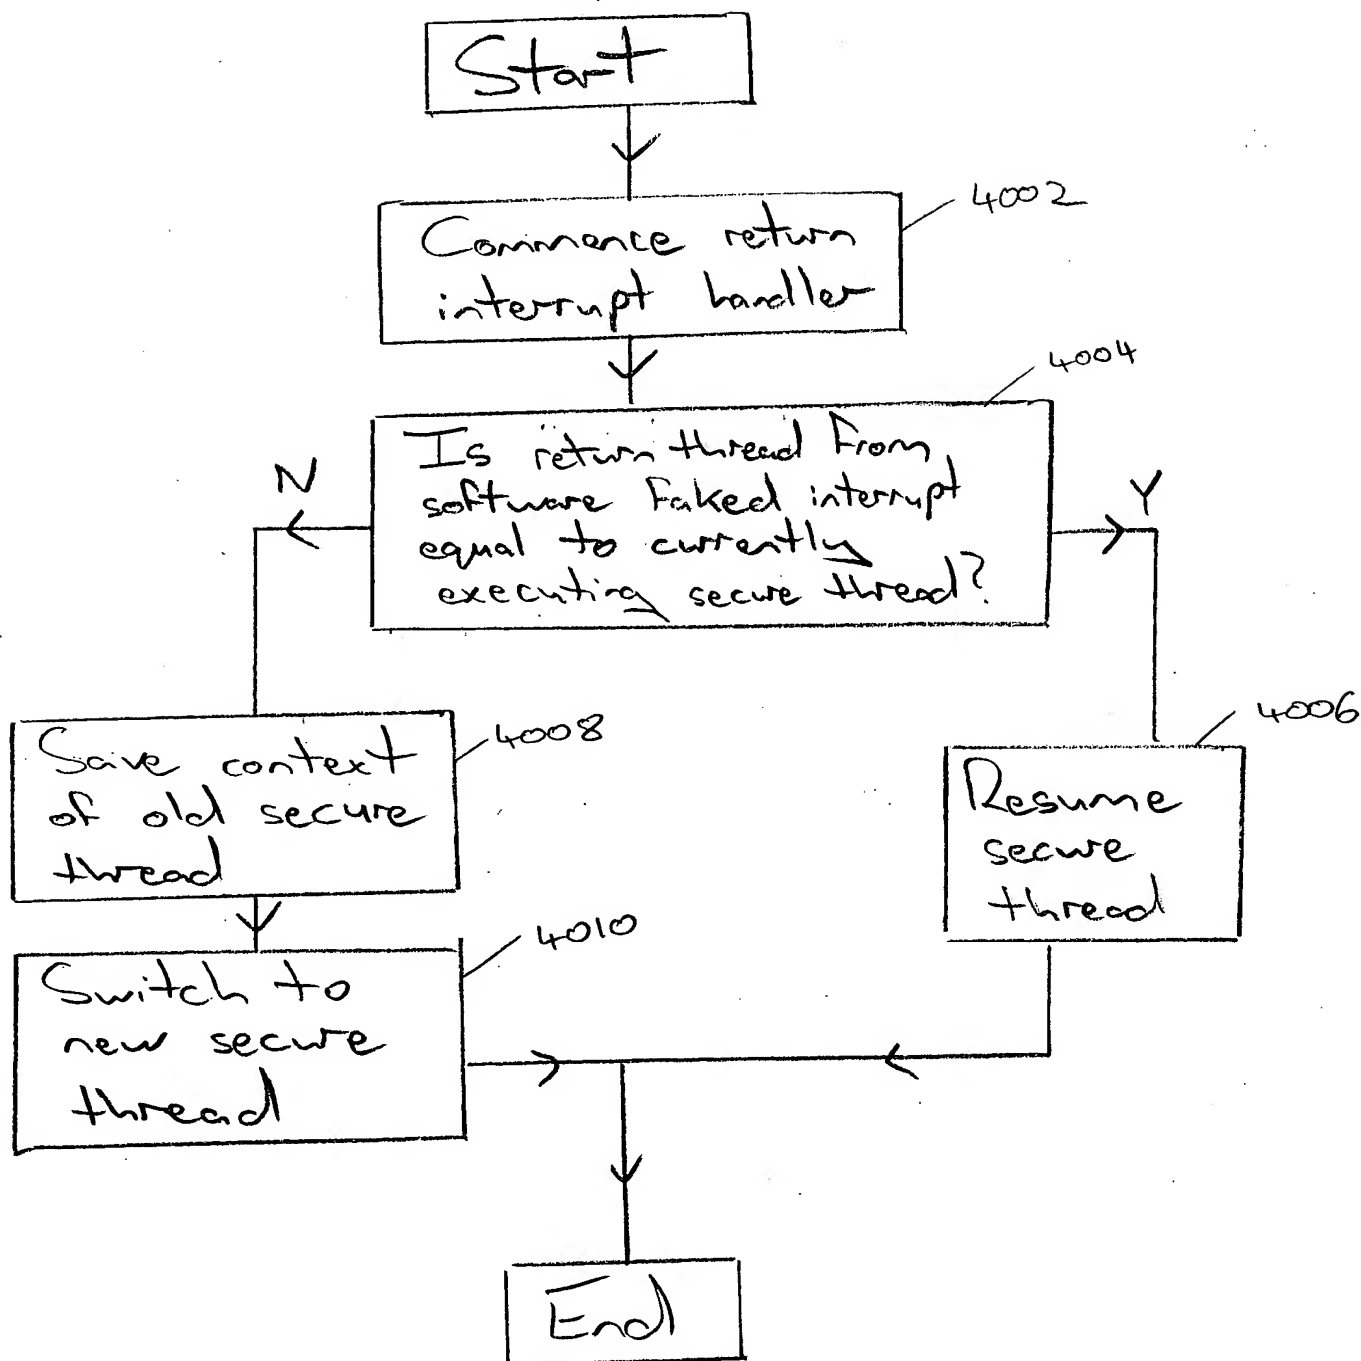 Start
4002
Commence return
interrupt handler
4004
Is return thread from
software faked interrupt
equal to currently
executing secure thread?
N
Y
4008
Save context
of old secure
thread
4006
Resume
secure
thread
4010
Switch to
new secure
thread
End